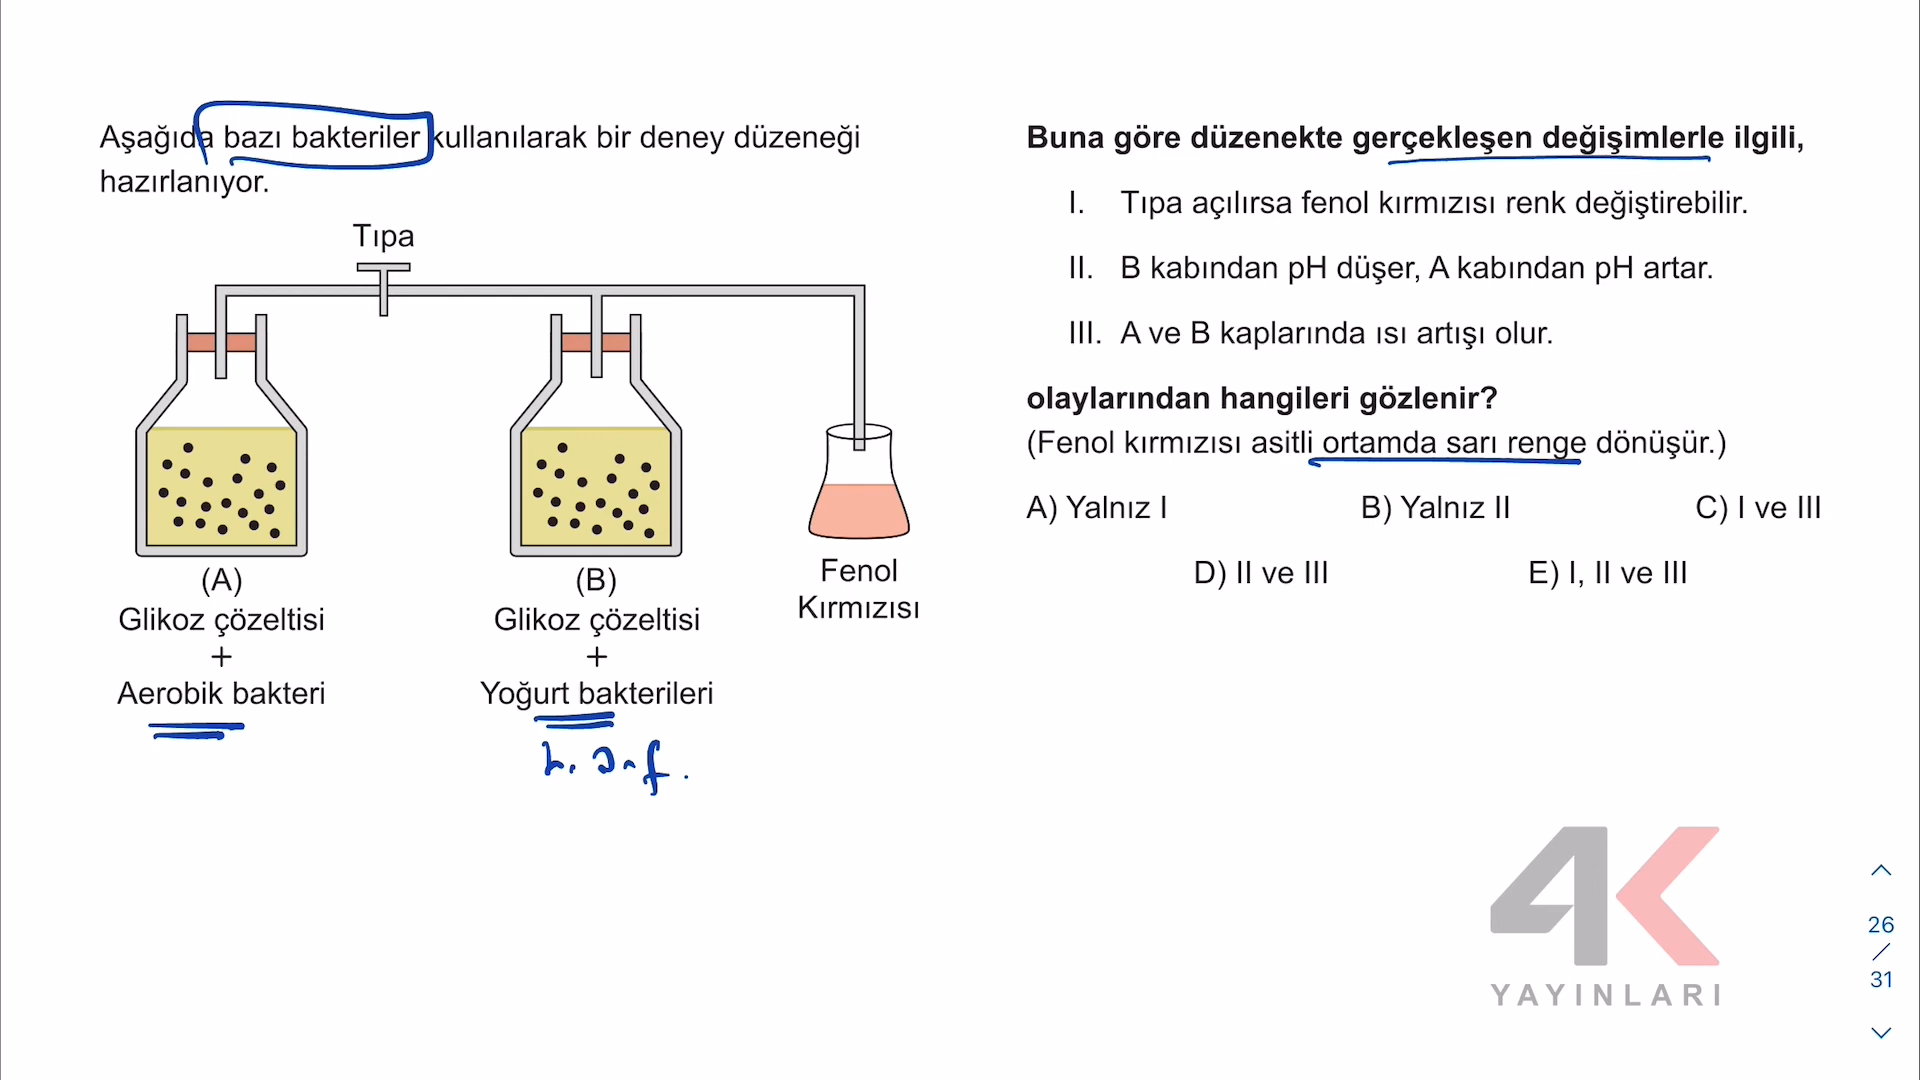 Aşağıda bazı bakteriler kullanılarak bir deney düzeneği
hazırlanıyor.
Tıpa
(A)
Glikoz çözeltisi
+
Aerobik bakteri
(B)
Glikoz çözeltisi
+
Yoğurt bakterileri
Fenol
Kırmızısı
Buna göre düzenekte gerçekleşen değişimlerle ilgili,
I. Tıpa açılırsa fenol kırmızısı renk değiştirebilir.
II. B kabından pH düşer, A kabından pH artar.
III. A ve B kaplarında ısı artışı olur.
olaylarından hangileri gözlenir?
(Fenol kırmızısı asitli ortamda sarı renge dönüşür.)
A) Yalnız I B) Yalnız II C) I ve III
D) II ve III E) I, II ve III
4K
YAYINLARI
26
/
31